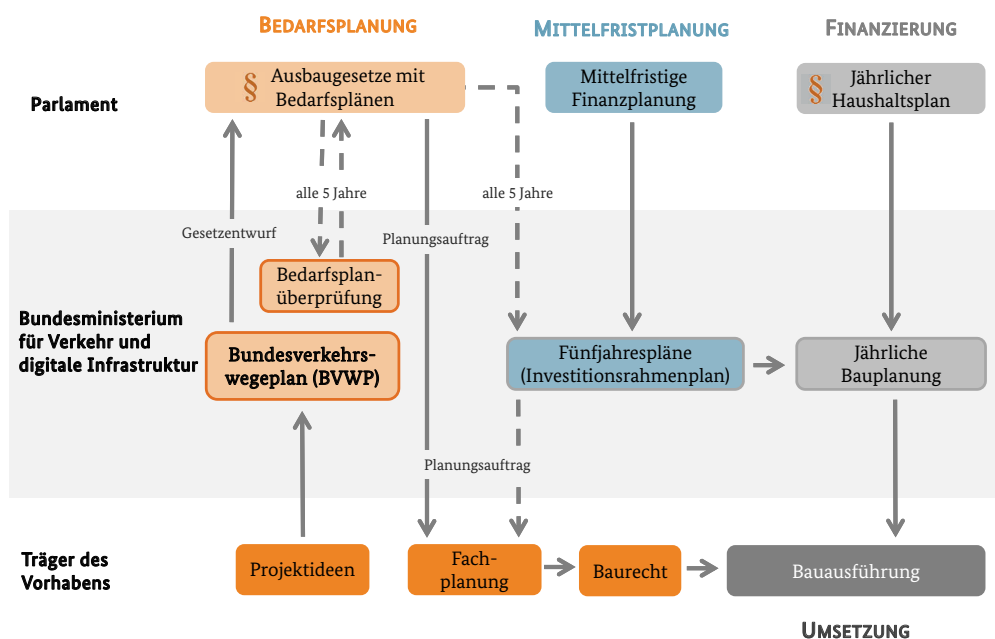 BEDARFSPLANUNG
MITTELFRISTPLANUNG
FINANZIERUNG
Parlament
§ Ausbaugesetze mit
Bedarfsplänen
Mittelfristige
Finanzplanung
§ Jährlicher
Haushaltsplan
alle 5 Jahre
alle 5 Jahre
Gesetzentwurf
Planungsauftrag
Bedarfsplan-
überprüfung
Bundesministerium
für Verkehr und
digitale Infrastruktur
Bundesverkehrs-
wegeplan (BVWP)
Fünfjahrespläne
(Investitionsrahmenplan)
Jährliche
Bauplanung
Planungsauftrag
Träger des
Vorhabens
Projektideen
Fach-
planung
Baurecht
Bauausführung
UMSETZUNG